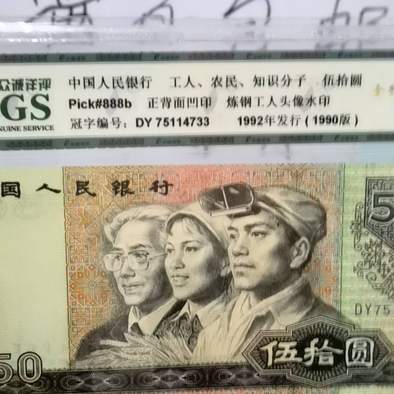 众诚评级
GS
NUINE SERVICE
中国人民银行 工人、农民、知识分子 伍拾圆
Pick#888b 正背面凹印 炼钢工人头像水印
冠字编号: DY 75114733 1992年发行 (1990版)
国人民银行
5
DY75
50
伍拾圆